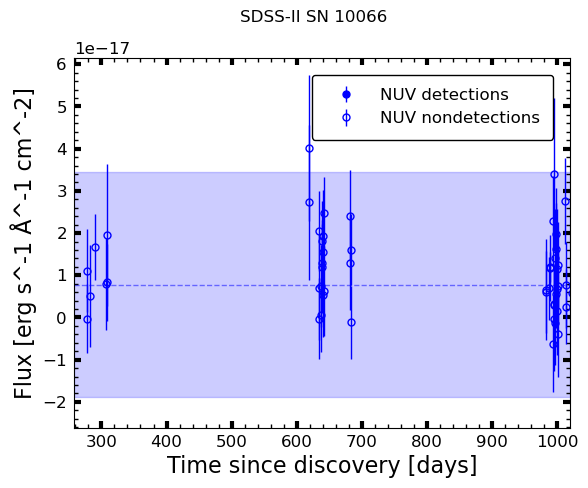 SDSS-II SN 10066
1e−17
6
5
4
3
2
1
0
−1
−2
Flux [erg s^-1 Å^-1 cm^-2]
NUV detections
NUV nondetections
300 400 500 600 700 800 900 1000
Time since discovery [days]